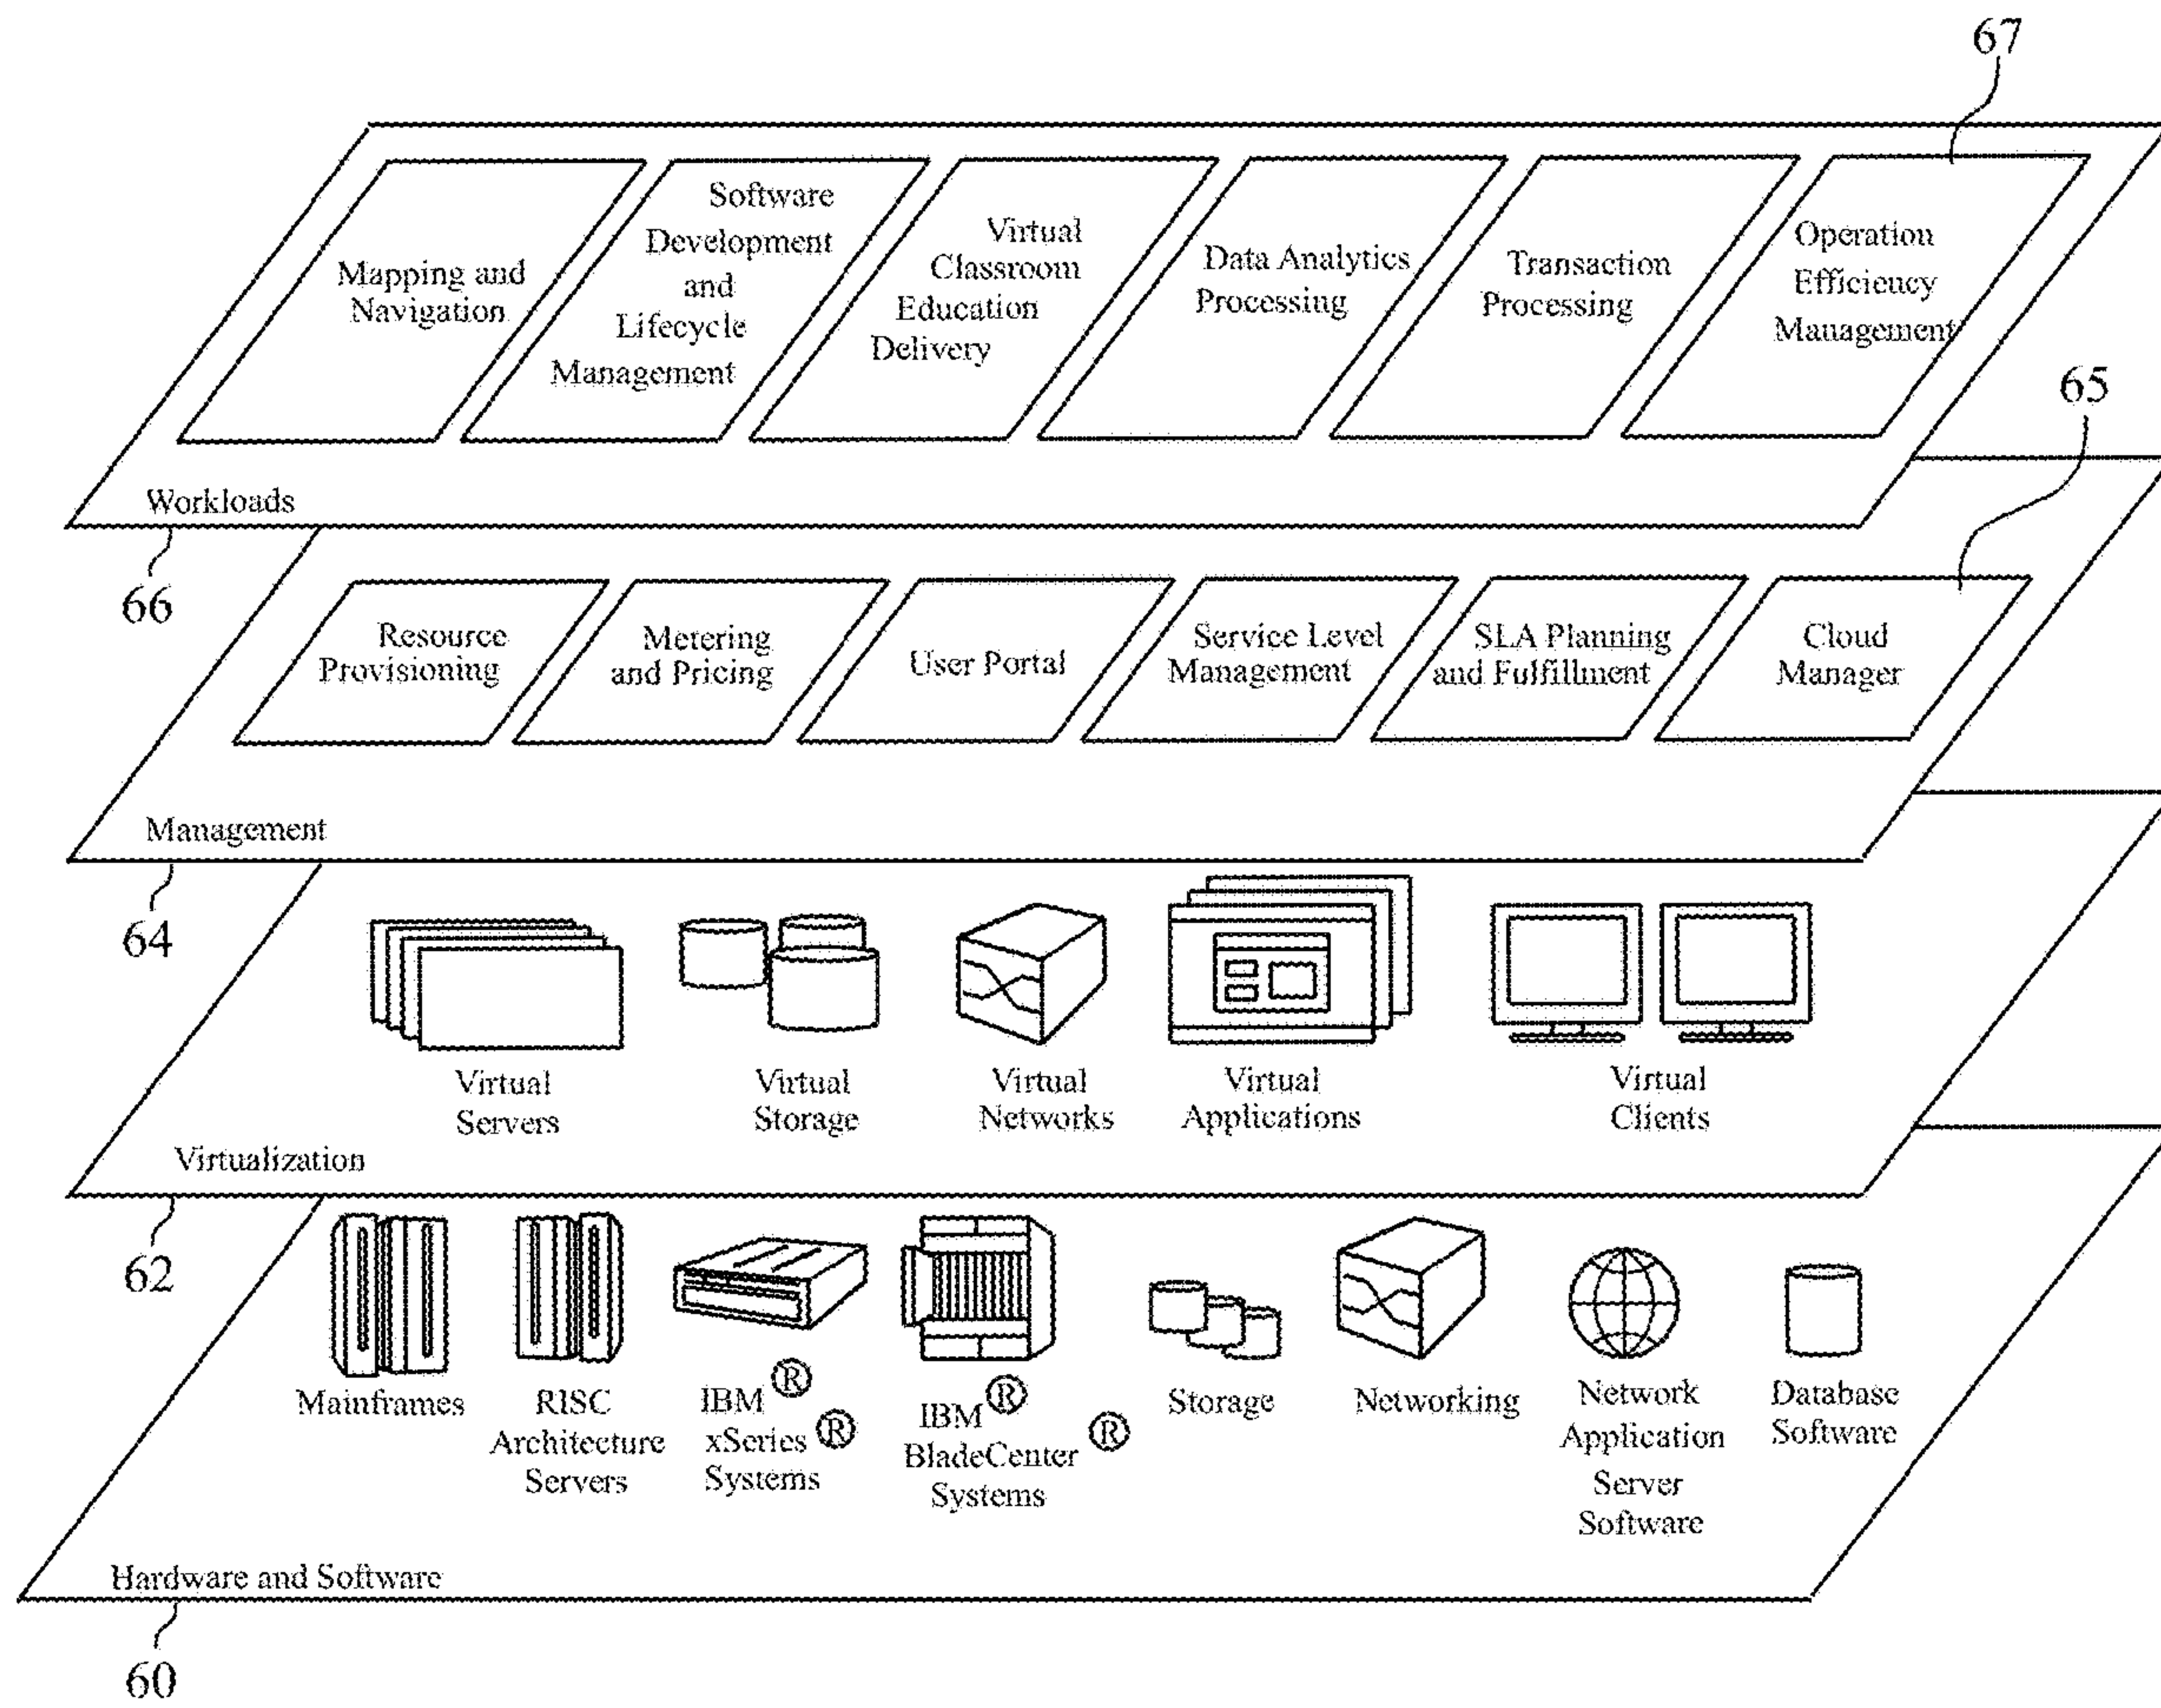 67
Mapping and
Navigation
Software
Development
and
Lifecycle
Management
Virtual
Classroom
Education
Delivery
Data Analytics
Processing
Transaction
Processing
Operation
Efficiency
Management
Workloads
66
65
Resource
Provisioning
Metering
and Pricing
User Portal
Service Level
Management
SLA Planning
and Fulfillment
Cloud
Manager
Management
64
Virtual
Servers
Virtual
Storage
Virtual
Networks
Virtual
Applications
Virtual
Clients
Virtualization
62
Mainframes
RISC
Architecture
Servers
IBM ®
xSeries ®
Systems
IBM ®
BladeCenter ®
Systems
Storage
Networking
Network
Application
Server
Software
Database
Software
Hardware and Software
60